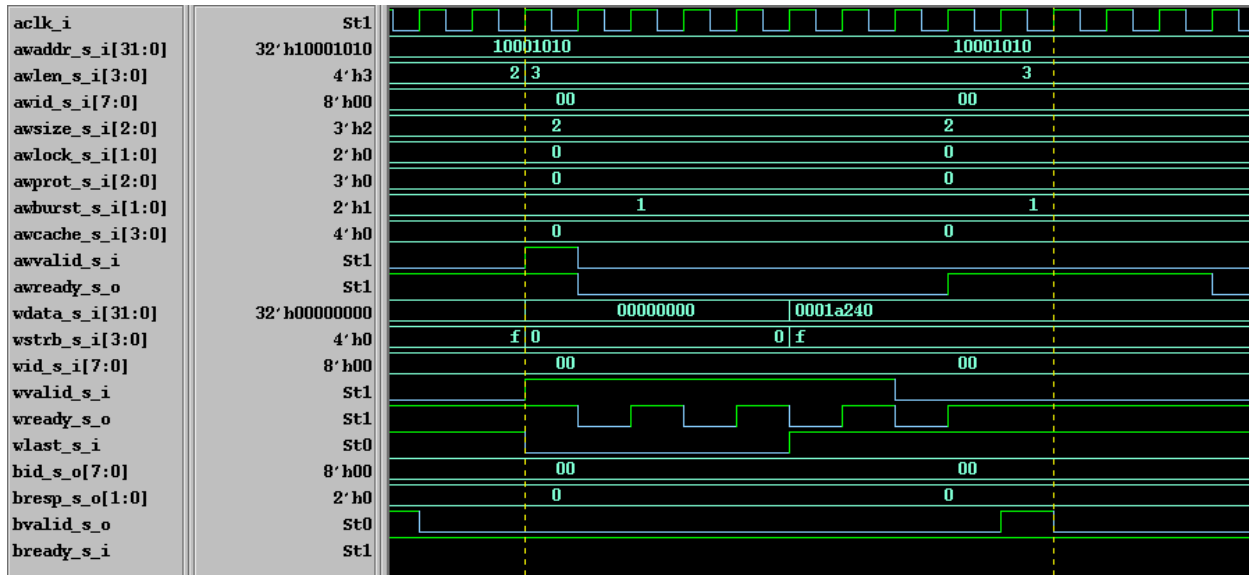 aclk_i St1
awaddr_s_i[31:0] 32'h10001010 10001010 10001010
awlen_s_i[3:0] 4'h3 2 3 3
awid_s_i[7:0] 8'h00 00 00
awsize_s_i[2:0] 3'h2 2 2
awlock_s_i[1:0] 2'h0 0 0
awprot_s_i[2:0] 3'h0 0 0
awburst_s_i[1:0] 2'h1 1 1
awcache_s_i[3:0] 4'h0 0 0
awvalid_s_i St1
awready_s_o St1
wdata_s_i[31:0] 32'h00000000 00000000 0001a240
wstrb_s_i[3:0] 4'h0 f 0 0 f
wid_s_i[7:0] 8'h00 00 00
wvalid_s_i St1
wready_s_o St1
wlast_s_i St0
bid_s_o[7:0] 8'h00 00 00
bresp_s_o[1:0] 2'h0 0 0
bvalid_s_o St0
bready_s_i St1